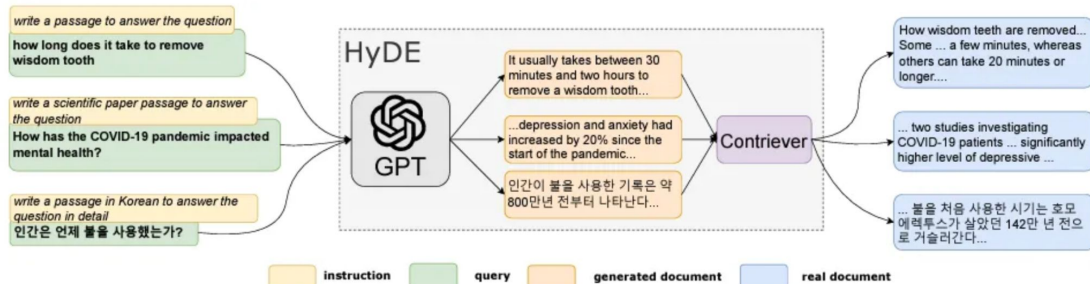 write a passage to answer the question
how long does it take to remove
wisdom tooth
write a scientific paper passage to answer
the question
How has the COVID-19 pandemic impacted
mental health?
write a passage in Korean to answer the
question in detail
인간은 언제 불을 사용했는가?
HyDE
GPT
It usually takes between 30
minutes and two hours to
remove a wisdom tooth...
...depression and anxiety had
increased by 20% since the
start of the pandemic...
인간이 불을 사용한 기록은 약
800만년 전부터 나타난다...
Contriever
How wisdom teeth are removed...
Some ... a few minutes, whereas
others can take 20 minutes or
longer....
... two studies investigating
COVID-19 patients ... significantly
higher level of depressive ...
... 불을 처음 사용한 시기는 호모
에렉투스가 살았던 142만 년 전으
로 거슬러간다...
instruction
query
generated document
real document